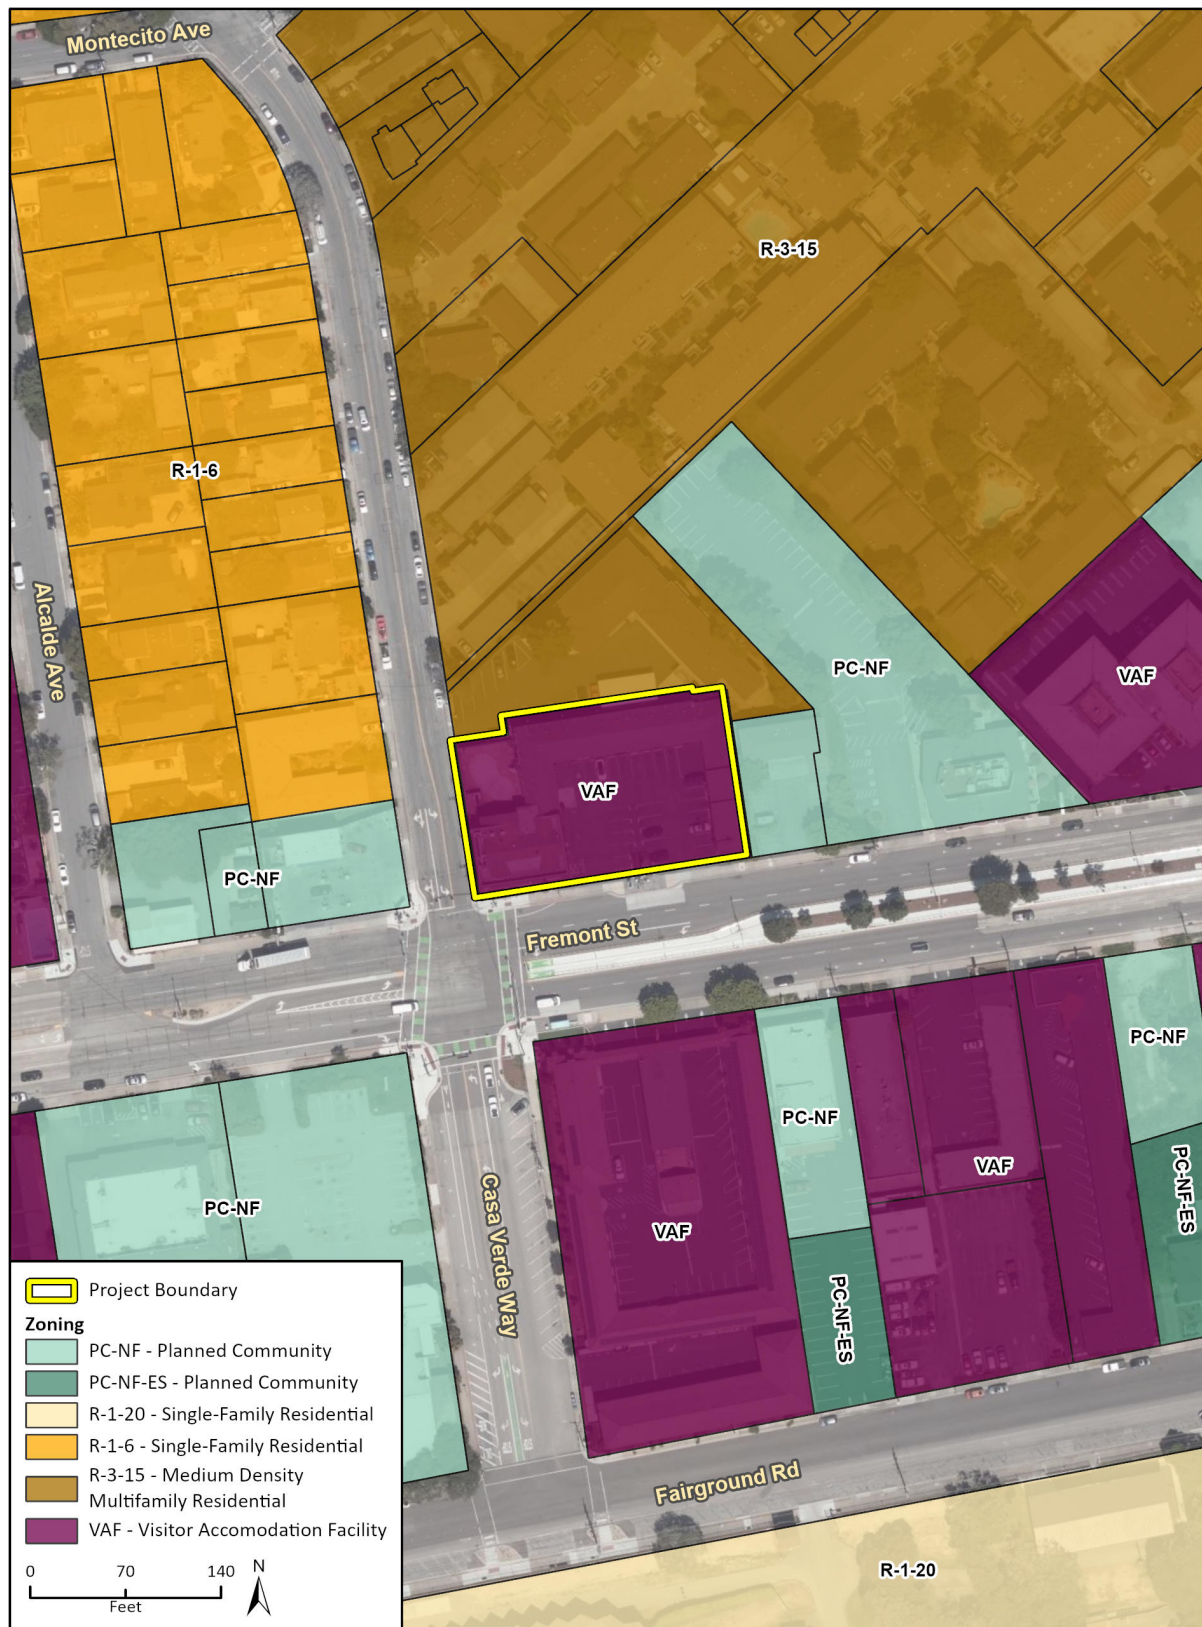 Montecito Ave
R-3-15
R-1-6
Alcalde Ave
PC-NF
VAF
VAF
PC-NF
Fremont St
PC-NF
PC-NF
VAF
PC-NF-ES
PC-NF
VAF
Casa Verde Way
PC-NF-ES
Fairground Rd
R-1-20
Project Boundary
Zoning
PC-NF - Planned Community
PC-NF-ES - Planned Community
R-1-20 - Single-Family Residential
R-1-6 - Single-Family Residential
R-3-15 - Medium Density
Multifamily Residential
VAF - Visitor Accomodation Facility
0 70 140
Feet
N